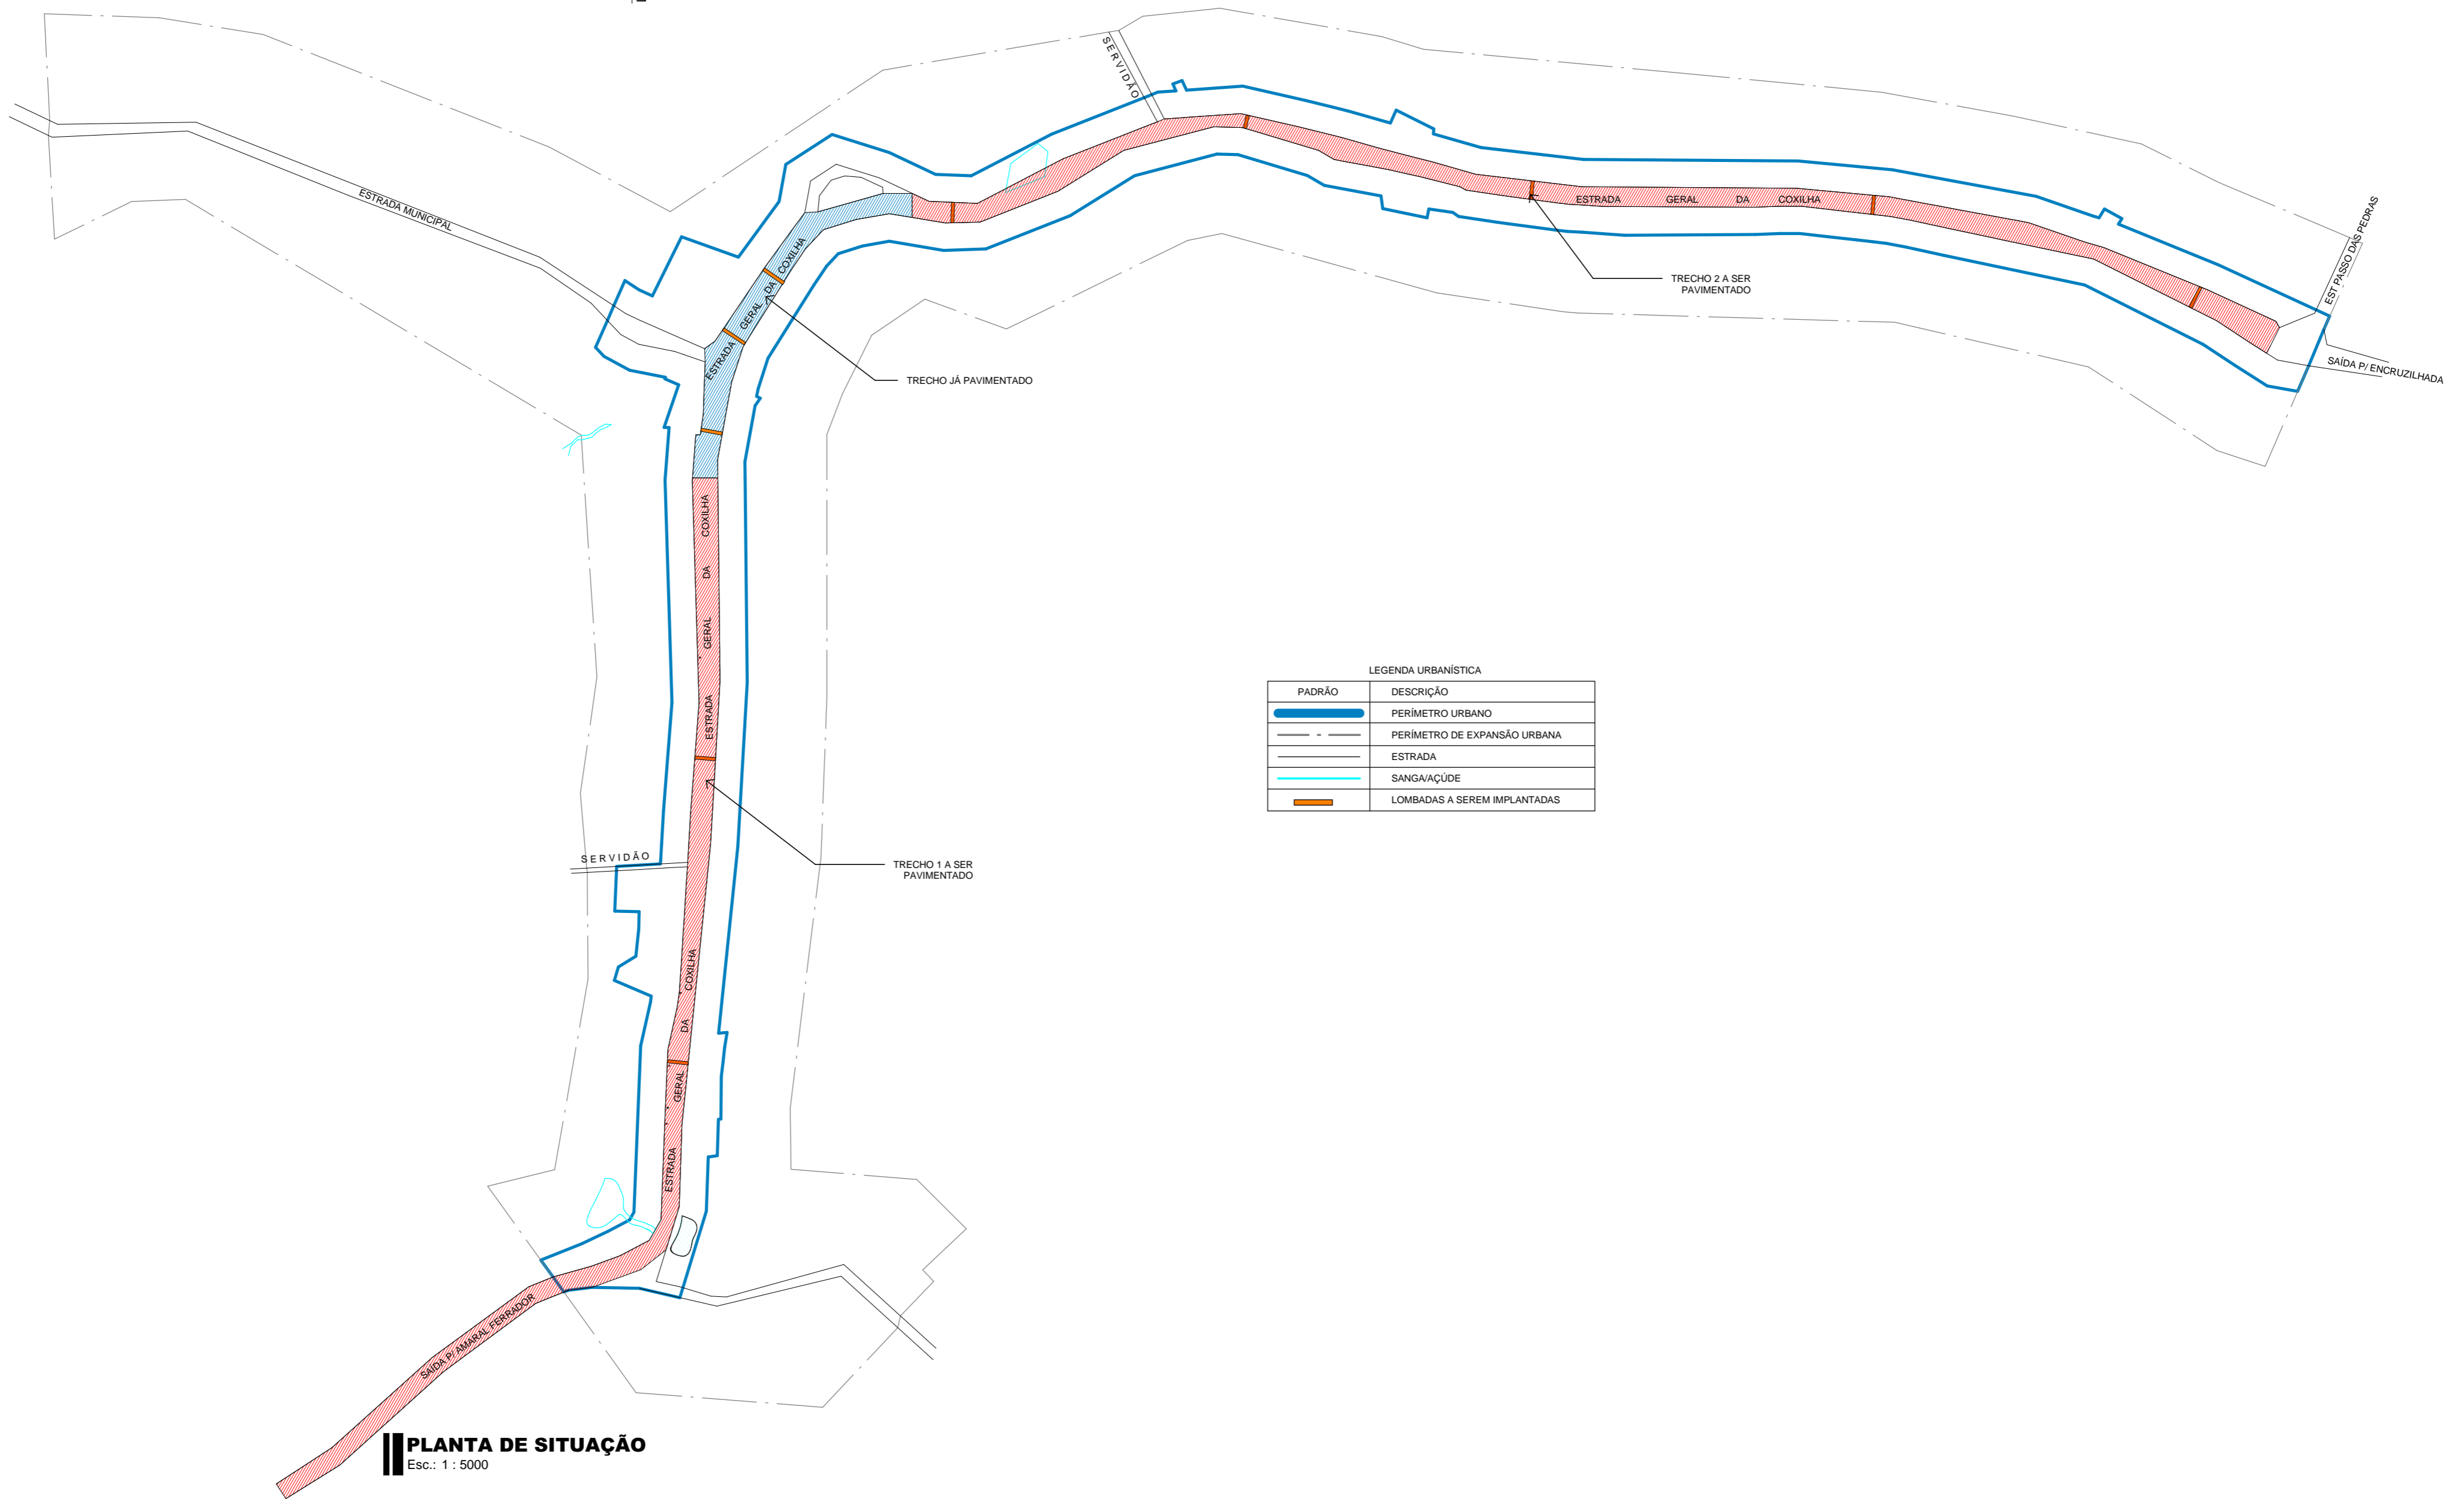 SERVIDÃO
ESTRADA MUNICIPAL
ESTRADA GERAL DA COXILHA
EST PASSO DAS PEDRAS
TRECHO 2 A SER
PAVIMENTADO
SAÍDA P/ ENCRUZILHADA
ESTRADA GERAL DA COXILHA
TRECHO JÁ PAVIMENTADO
ESTRADA GERAL DA COXILHA
LEGENDA URBANÍSTICA
PADRÃO DESCRIÇÃO
PERÍMETRO URBANO
PERÍMETRO DE EXPANSÃO URBANA
ESTRADA
SANGA/AÇÚDE
LOMBADAS A SEREM IMPLANTADAS
SERVIDÃO
TRECHO 1 A SER
PAVIMENTADO
ESTRADA GERAL DA COXILHA
SAÍDA P/ AMARAL FERRADOR
PLANTA DE SITUAÇÃO
Esc.: 1 : 5000